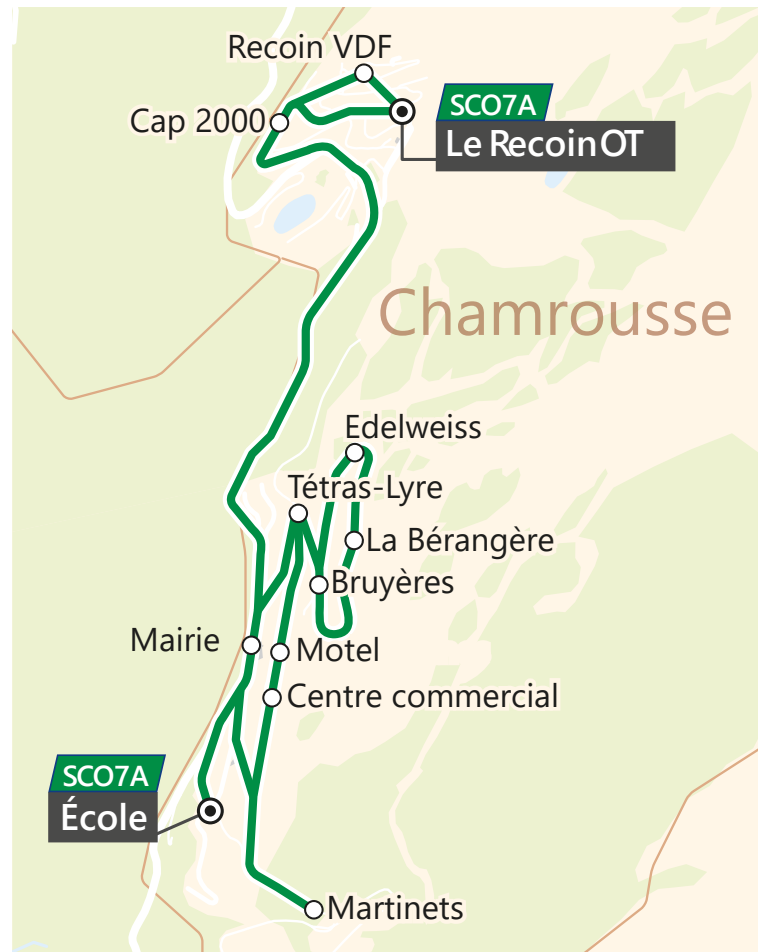 Recoin VDF
SCO7A
Cap 2000
Le Recoin OT
Chamrousse
Edelweiss
Tétras-Lyre
La Bérangère
Bruyères
Mairie
Motel
Centre commercial
SCO7A
École
Martinets